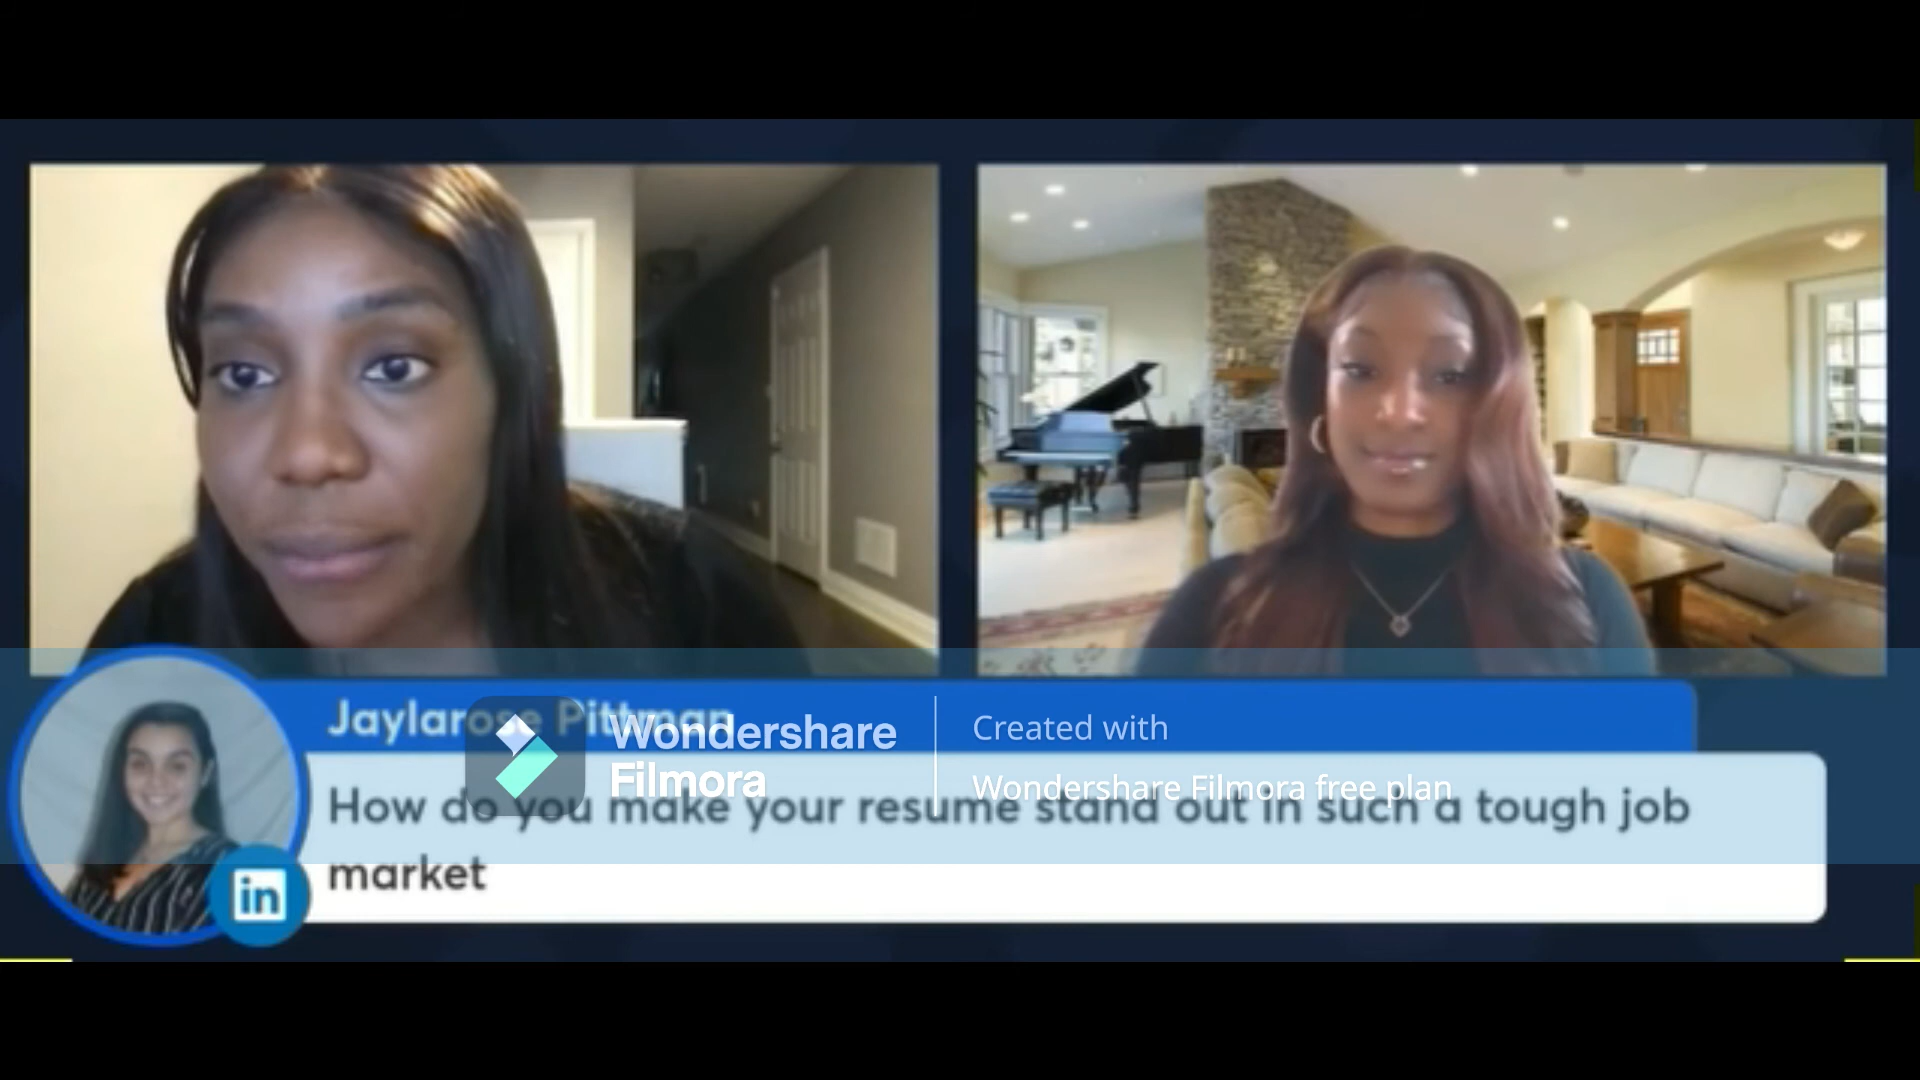 Jaylarose Pittman
Wondershare
Filmora
Created with
Wondershare Filmora free plan
How do you make your resume stand out in such a tough job
market
in